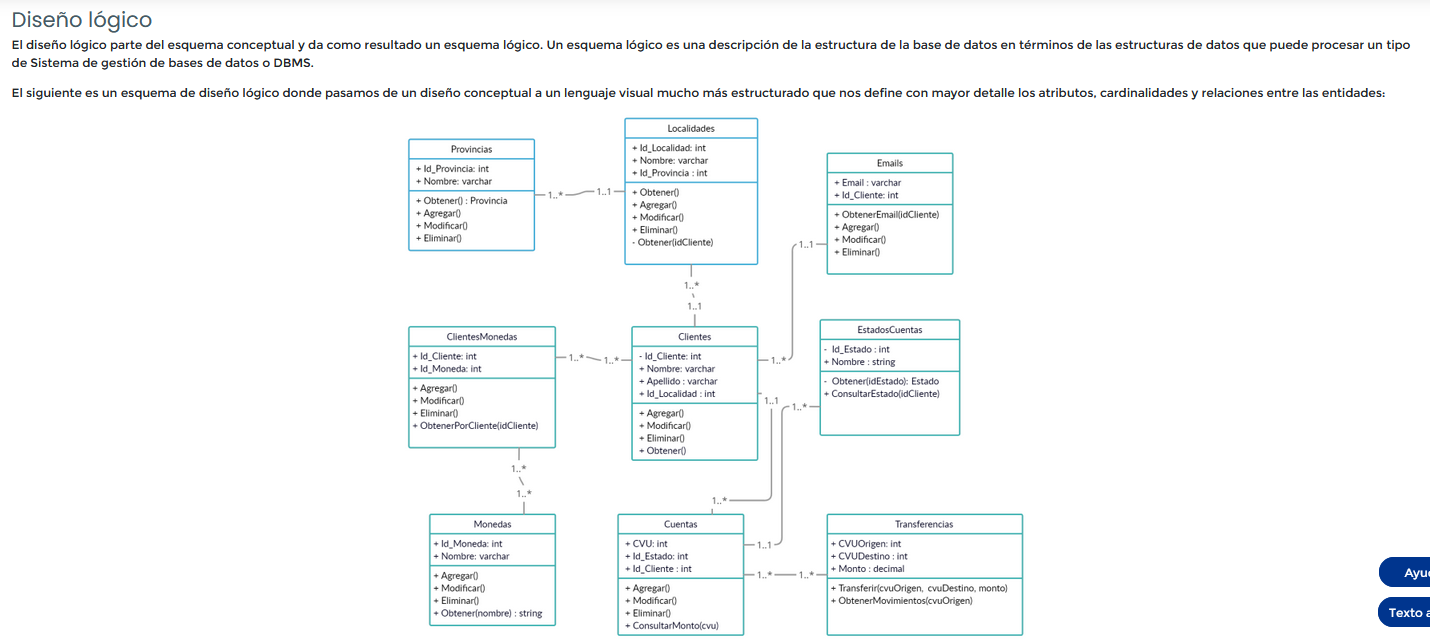 Diseño lógico
El diseño lógico parte del esquema conceptual y da como resultado un esquema lógico. Un esquema lógico es una descripción de la estructura de la base de datos en términos de las estructuras de datos que puede procesar un tipo
de Sistema de gestión de bases de datos o DBMS.
El siguiente es un esquema de diseño lógico donde pasamos de un diseño conceptual a un lenguaje visual mucho más estructurado que nos define con mayor detalle los atributos, cardinalidades y relaciones entre las entidades:
Provincias
+ Id_Provincia: int
+ Nombre: varchar
+ Obtener() : Provincia
+ Agregar()
+ Modificar()
+ Eliminar()
1..*
1..1
Localidades
+ Id_Localidad: int
+ Nombre: varchar
+ Id_Provincia : int
+ Obtener()
+ Agregar()
+ Modificar()
+ Eliminar()
- Obtener(idCliente)
Emails
+ Email : varchar
+ Id_Cliente: int
+ ObtenerEmail(idCliente)
+ Agregar()
+ Modificar()
+ Eliminar()
1..1
1..*
1..1
ClientesMonedas
+ Id_Cliente: int
+ Id_Moneda: int
+ Agregar()
+ Modificar()
+ Eliminar()
+ ObtenerPorCliente(idCliente)
1..*
1..*
Clientes
- Id_Cliente: int
+ Nombre: varchar
+ Apellido : varchar
+ Id_Localidad : int
+ Agregar()
+ Modificar()
+ Eliminar()
+ Obtener()
1..*
1..1
1..*
EstadosCuentas
- Id_Estado : int
+ Nombre : string
- Obtener(idEstado): Estado
+ ConsultarEstado(idCliente)
1..*
1..*
1..*
Monedas
+ Id_Moneda: int
+ Nombre: varchar
+ Agregar()
+ Modificar()
+ Eliminar()
+ Obtener(nombre) : string
Cuentas
+ CVU: int
+ Id_Estado: int
+ Id_Cliente : int
+ Agregar()
+ Modificar()
+ Eliminar()
+ ConsultarMonto(cvu)
1..1
1..*
1..*
Transferencias
+ CVUOrigen: int
+ CVUDestino : int
+ Monto : decimal
+ Transferir(cvuOrigen, cvuDestino, monto)
+ ObtenerMovimientos(cvuOrigen)
Ayu
Texto a